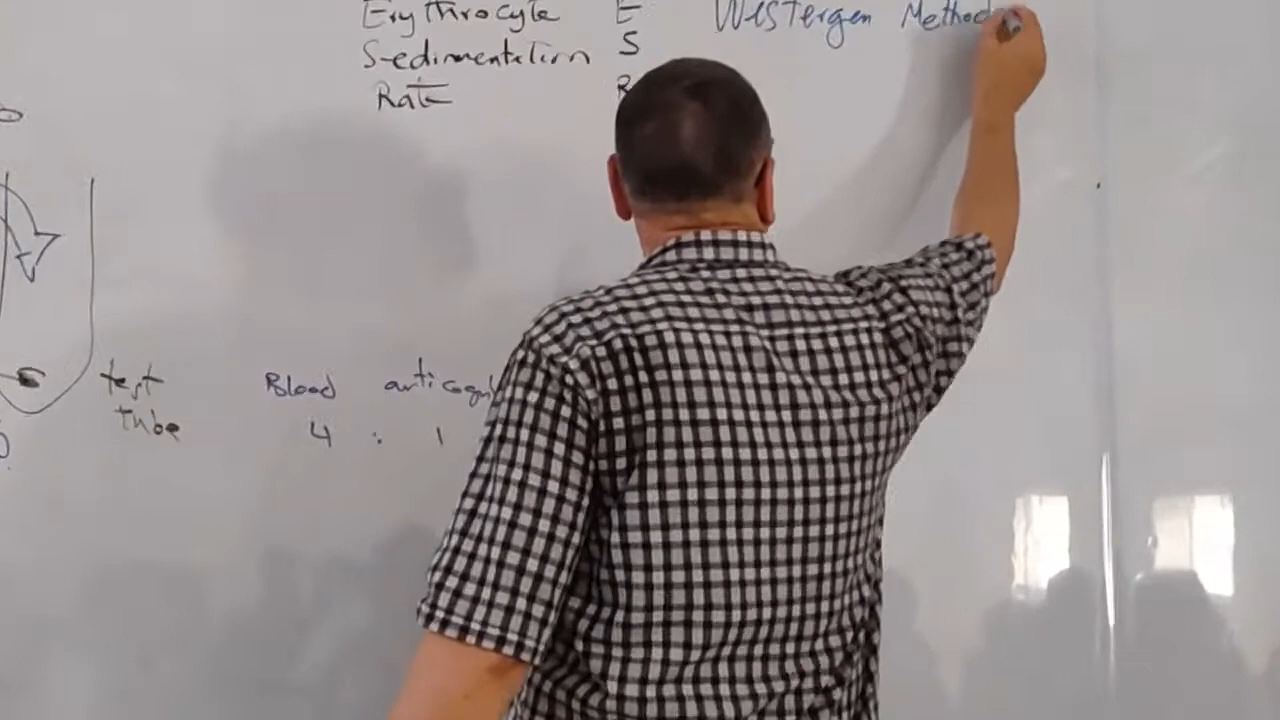 Erythrocyte E Westergen Method
Sedimentation S
Rate R
test
tube
Blood
4 : 1